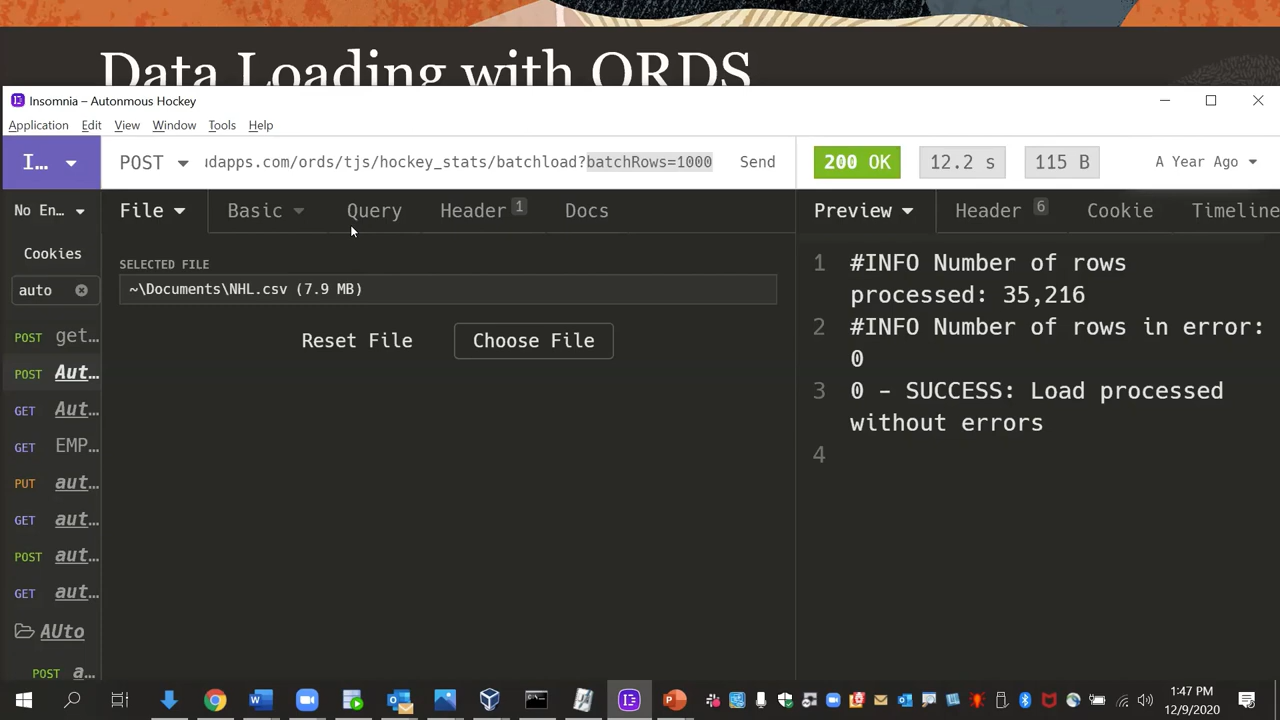 Data Loading with ORDS
Insomnia – Autonmous Hockey
Application Edit View Window Tools Help
I... POST udapps.com/ords/tjs/hockey_stats/batchload?batchRows=1000 Send 200 OK 12.2 s 115 B A Year Ago
No En... File Basic Query Header 1 Docs Preview Header 6 Cookie Timeline
Cookies
auto
SELECTED FILE
~\Documents\NHL.csv (7.9 MB)
Reset File Choose File
POST get...
POST Aut...
GET Aut...
GET EMP...
PUT aut...
GET aut...
POST aut...
GET aut...
AUto
POST a...
1 #INFO Number of rows
processed: 35,216
2 #INFO Number of rows in error:
0
3 0 - SUCCESS: Load processed
without errors
4
1:47 PM
12/9/2020